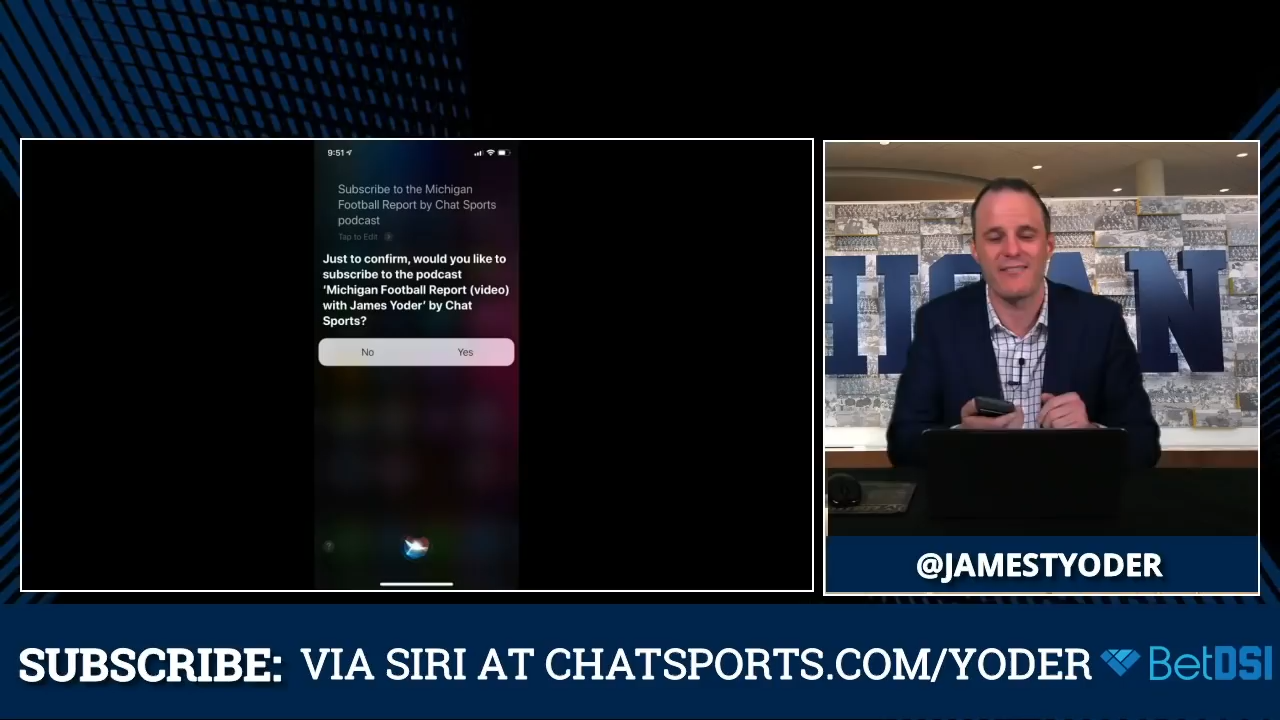 9:51
Subscribe to the Michigan
Football Report by Chat Sports
podcast
Tap to Edit
Just to confirm, would you like to
subscribe to the podcast
‘Michigan Football Report (video)
with James Yoder’ by Chat
Sports?
No Yes
@JAMESTYODER
SUBSCRIBE: VIA SIRI AT CHATSPORTS.COM/YODER BetDSI